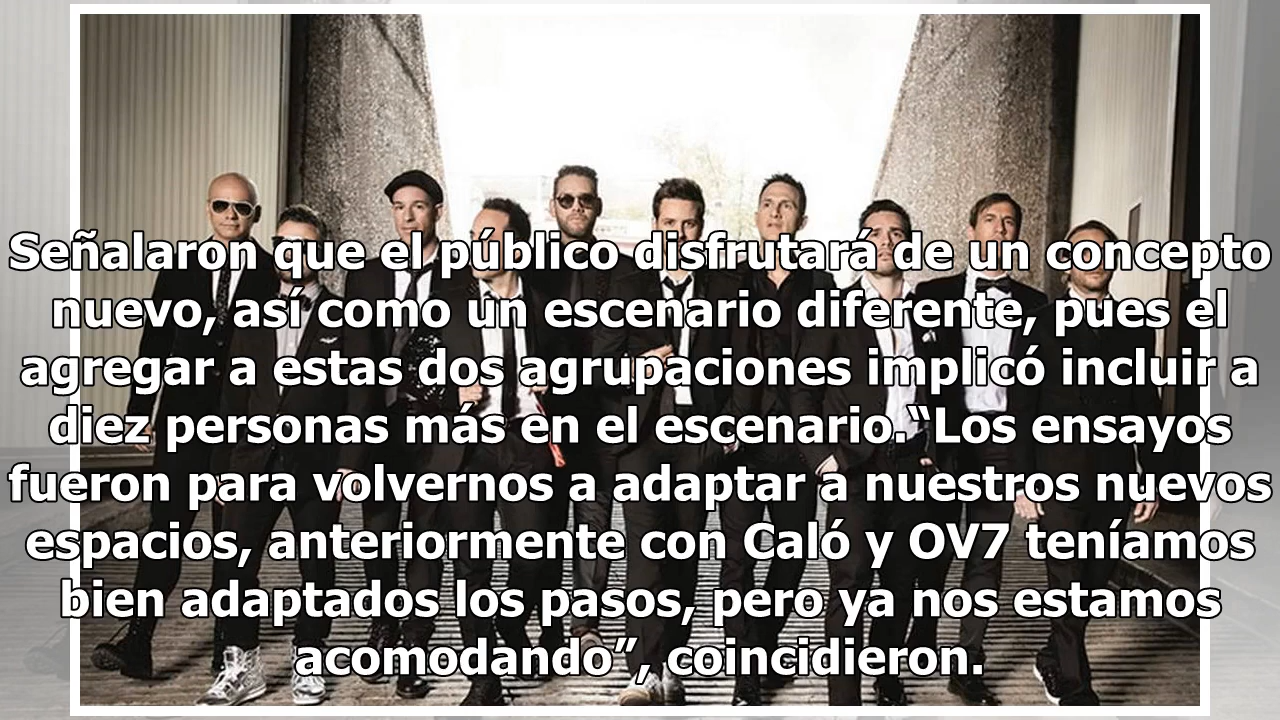 Señalaron que el público disfrutará de un concepto
nuevo, así como un escenario diferente, pues el
agregar a estas dos agrupaciones implicó incluir a
diez personas más en el escenario.“Los ensayos
fueron para volvernos a adaptar a nuestros nuevos
espacios, anteriormente con Caló y OV7 teníamos
bien adaptados los pasos, pero ya nos estamos
acomodando”, coincidieron.